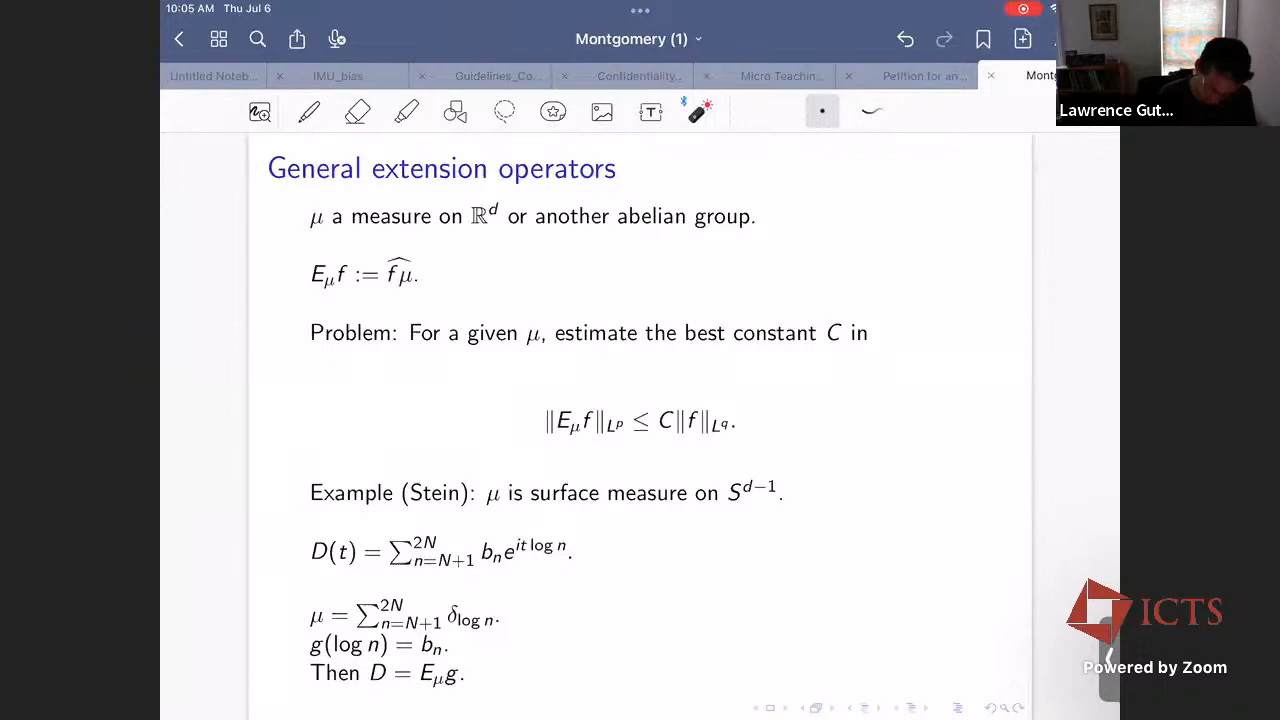 10:05 AM Thu Jul 6
Montgomery (1)
Untitled Noteb...
IMU_bias
Guidelines_Co...
Confidentiality...
Micro Teachin...
Petition for an...
Montg
Lawrence Gut...
General extension operators
μ a measure on ℝ^d or another abelian group.
E_μ f := \widehat{f μ}.
Problem: For a given μ, estimate the best constant C in
‖E_μ f‖_{L^p} ≤ C‖f‖_{L^q}.
Example (Stein): μ is surface measure on S^{d−1}.
D(t) = ∑_{n=N+1}^{2N} b_n e^{it log n}.
μ = ∑_{n=N+1}^{2N} δ_{log n}.
g(log n) = b_n.
Then D = E_μ g.
ICTS
Powered by Zoom